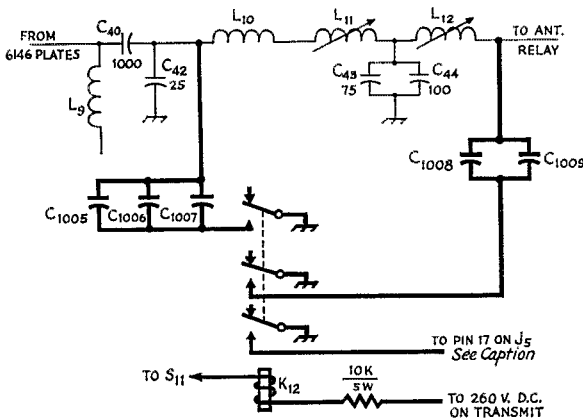 FROM
6146 PLATES
C40
1000
C42
25
L9
L10
L11
L12
C43
75
C44
100
TO ANT.
RELAY
C1005
C1006
C1007
C1008
C1009
TO PIN 17 ON J5
See Caption
TO S11
K12
10K
5W
TO 260 V. D.C.
ON TRANSMIT